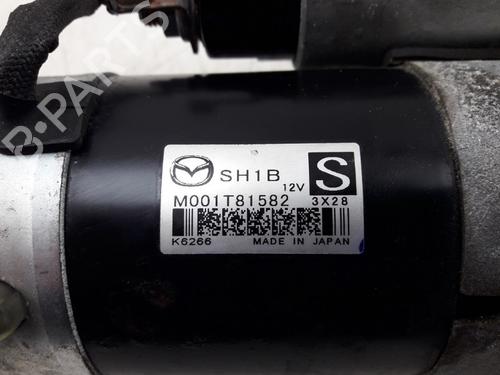 B-PARTS
SH1B
12V
S
M001T81582
3X28
K6266
MADE IN JAPAN